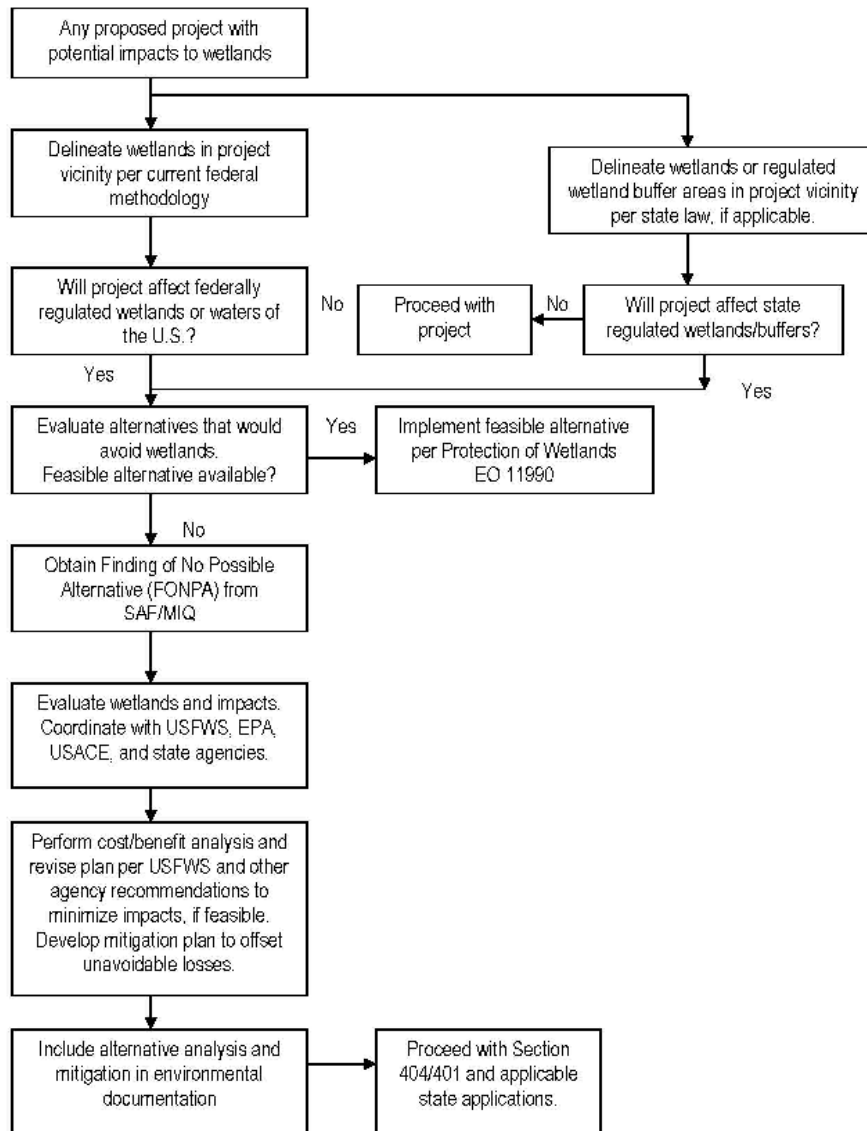 Any proposed project with
potential impacts to wetlands
Delineate wetlands in project
vicinity per current federal
methodology
Delineate wetlands or regulated
wetland buffer areas in project vicinity
per state law, if applicable.
Will project affect federally
regulated wetlands or waters of
the U.S.?
No
Proceed with
project
No
Will project affect state
regulated wetlands/buffers?
Yes
Yes
Evaluate alternatives that would
avoid wetlands.
Feasible alternative available?
Yes
Implement feasible alternative
per Protection of Wetlands
EO 11990
No
Obtain Finding of No Possible
Alternative (FONPA) from
SAF/MIQ
Evaluate wetlands and impacts.
Coordinate with USFWS, EPA,
USACE, and state agencies.
Perform cost/benefit analysis and
revise plan per USFWS and other
agency recommendations to
minimize impacts, if feasible.
Develop mitigation plan to offset
unavoidable losses.
Include alternative analysis and
mitigation in environmental
documentation
Proceed with Section
404/401 and applicable
state applications.